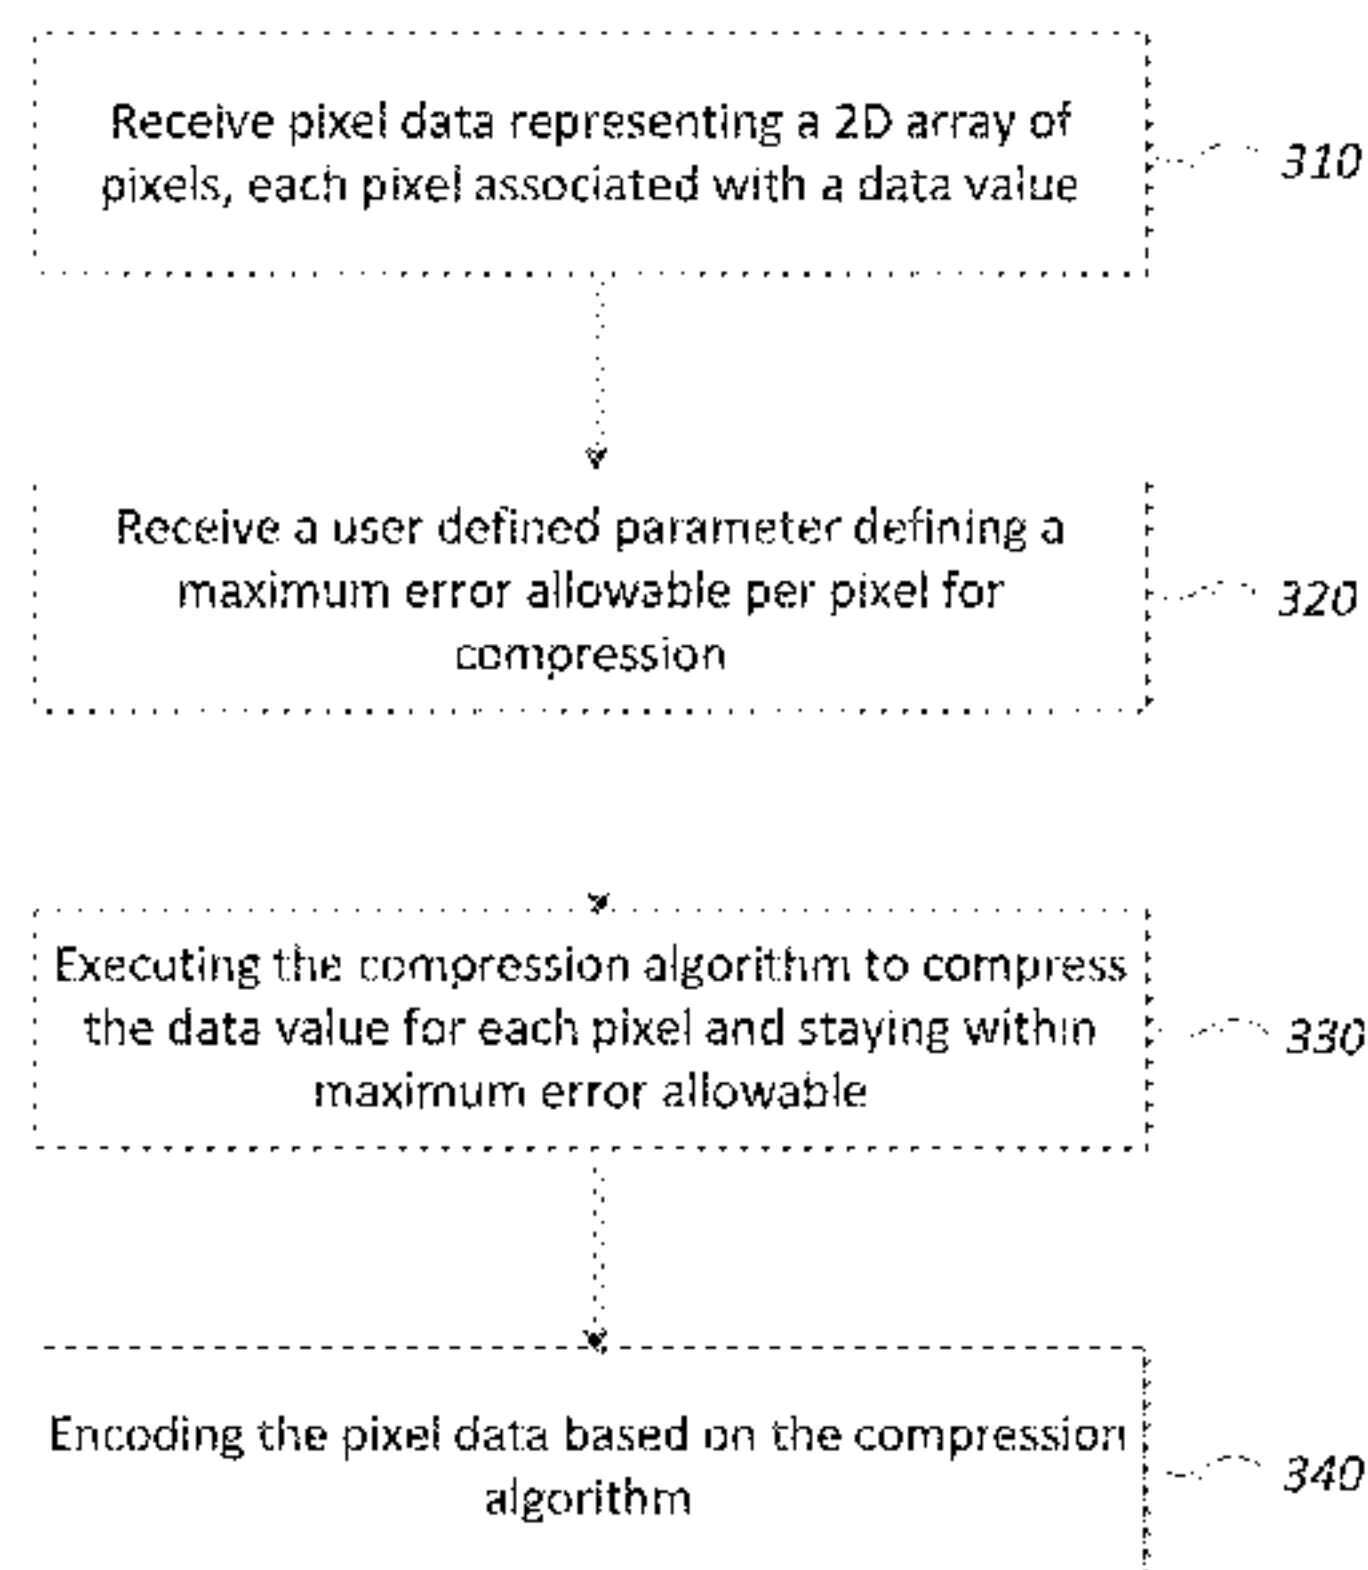 Receive pixel data representing a 2D array of
pixels, each pixel associated with a data value
310
Receive a user defined parameter defining a
maximum error allowable per pixel for
compression
320
Executing the compression algorithm to compress
the data value for each pixel and staying within
maximum error allowable
330
Encoding the pixel data based on the compression
algorithm
340